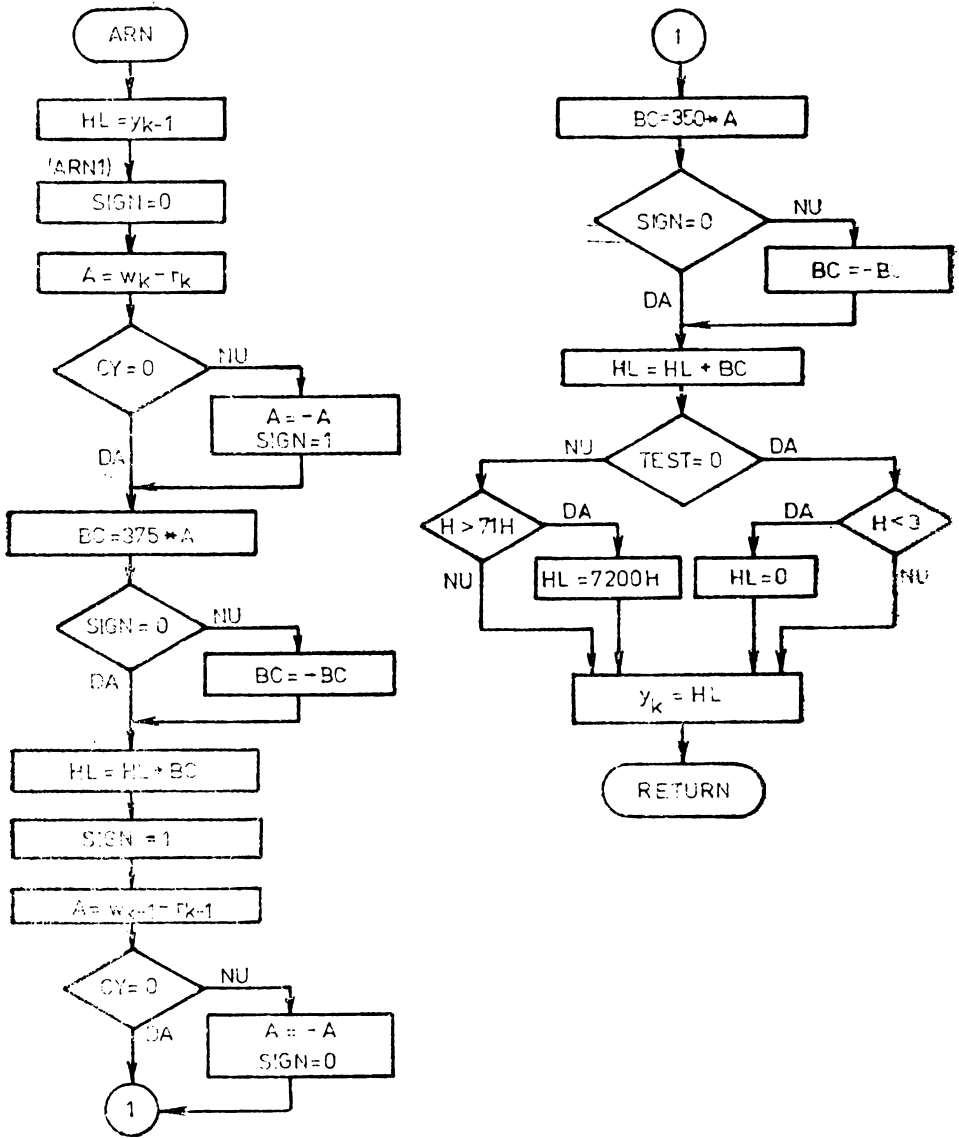 ARN
HL = yk-1
(ARN1)
SIGN=0
A = wk - rk
CY = 0
NU
A = - A
SIGN=1
DA
BC=375 * A
SIGN = 0
NU
BC = -BC
DA
HL = HL + BC
SIGN = 1
A = wk-1 - rk-1
CY = 0
NU
A = - A
SIGN=0
DA
1
1
BC=350 * A
SIGN=0
NU
BC = -BC
DA
HL = HL + BC
TEST= 0
NU
DA
H > 71H
DA
NU
HL = 7200H
H < 3
DA
NU
HL = 0
yk = HL
RETURN